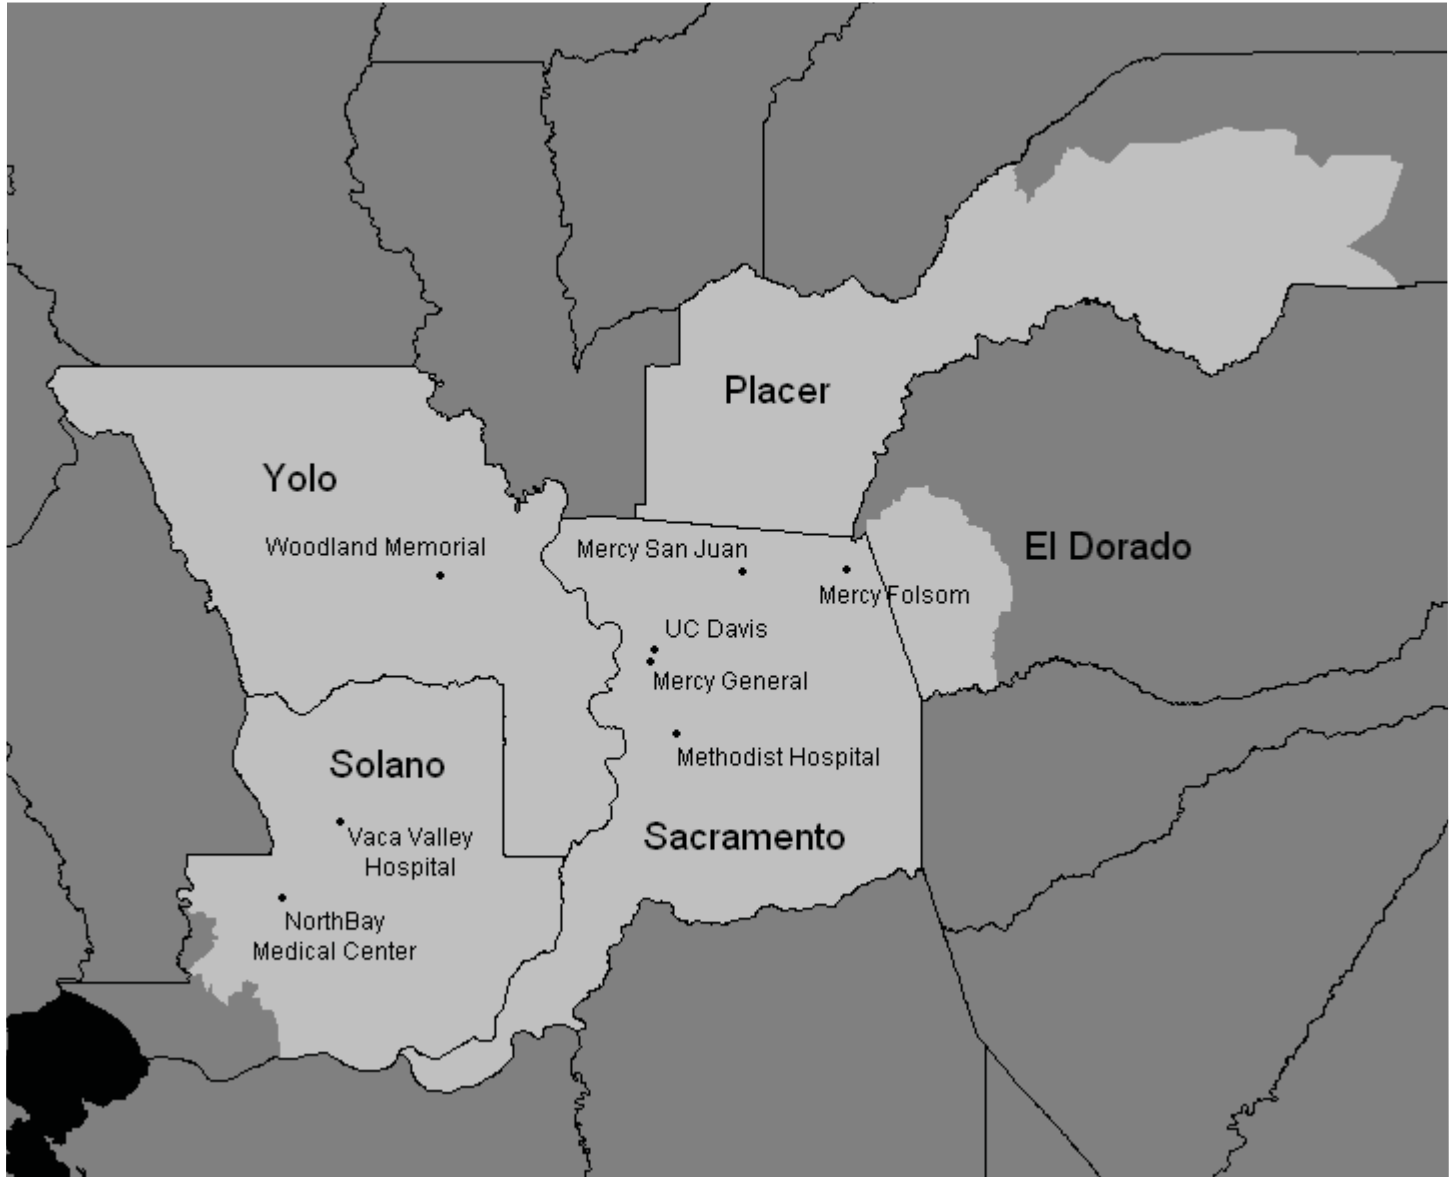 Placer
Yolo
El Dorado
Woodland Memorial
Mercy San Juan
Mercy Folsom
UC Davis
Mercy General
Methodist Hospital
Solano
Sacramento
Vaca Valley
Hospital
NorthBay
Medical Center